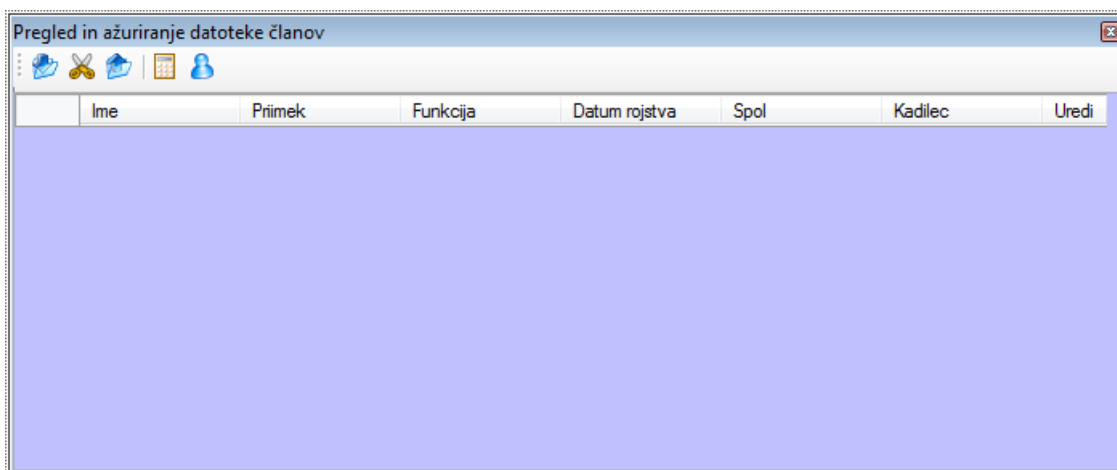 Pregled in ažuriranje datoteke članov
Ime Priimek Funkcija Datum rojstva Spol Kadilec Uredi